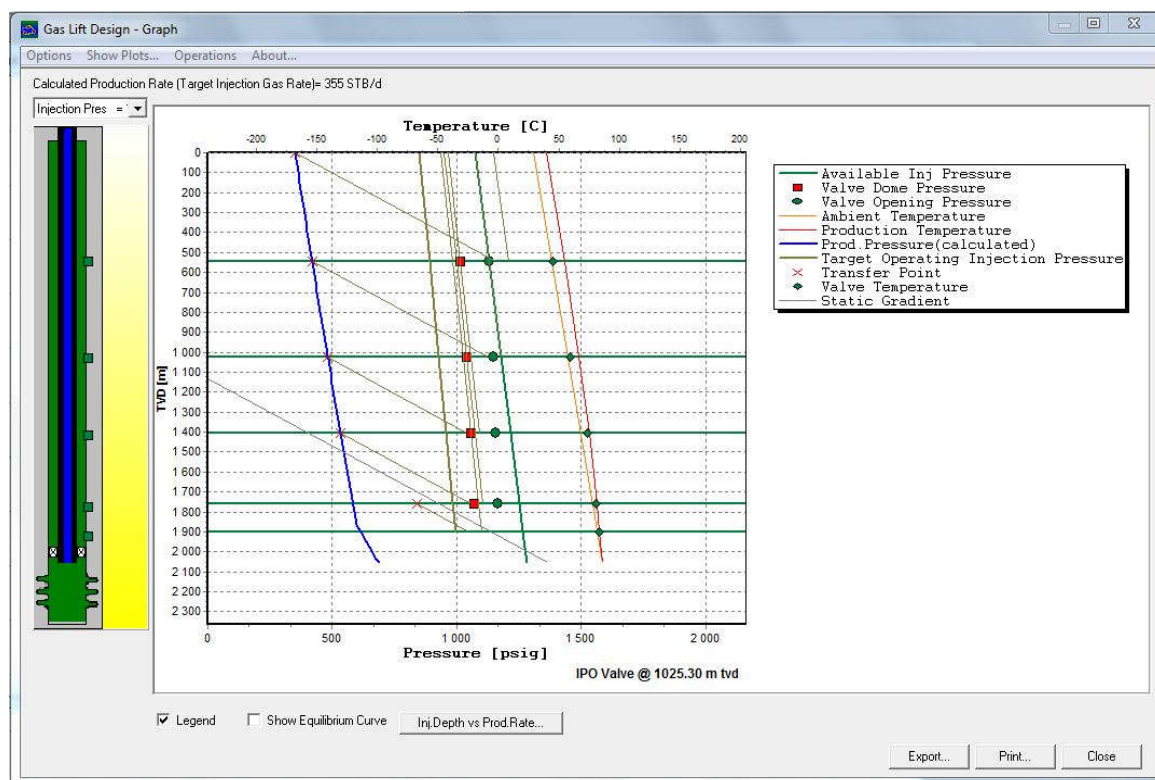 Gas Lift Design - Graph
Options Show Plots... Operations About...
Calculated Production Rate (Target Injection Gas Rate)= 355 STB/d
Injection Pres =
Temperature [C]
-200 -150 -100 -50 0 50 100 150 200
0
100
200
300
400
500
600
700
800
900
1 000
1 100
1 200
1 300
1 400
1 500
1 600
1 700
1 800
1 900
2 000
2 100
2 200
2 300
TVD [m]
0 500 1 000 1 500 2 000
Pressure [psig]
IPO Valve @ 1025.30 m tvd
Available Inj Pressure
Valve Dome Pressure
Valve Opening Pressure
Ambient Temperature
Production Temperature
Prod.Pressure(calculated)
Target Operating Injection Pressure
Transfer Point
Valve Temperature
Static Gradient
Legend Show Equilibrium Curve Inj.Depth vs Prod.Rate...
Export... Print... Close